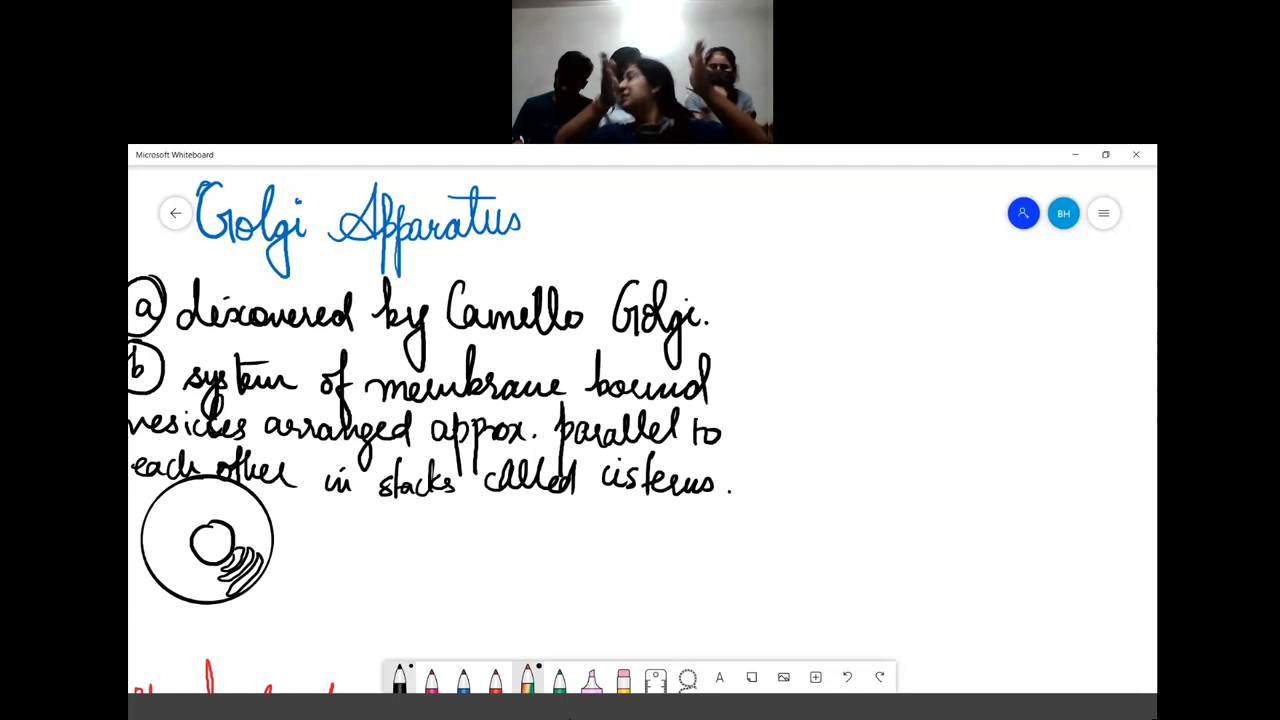 Microsoft Whiteboard
Golgi Apparatus
BH
a discovered by Camello Golgi.
b system of membrane bound
vesicles arranged approx. parallel to
each other in stacks called cisterns.
A